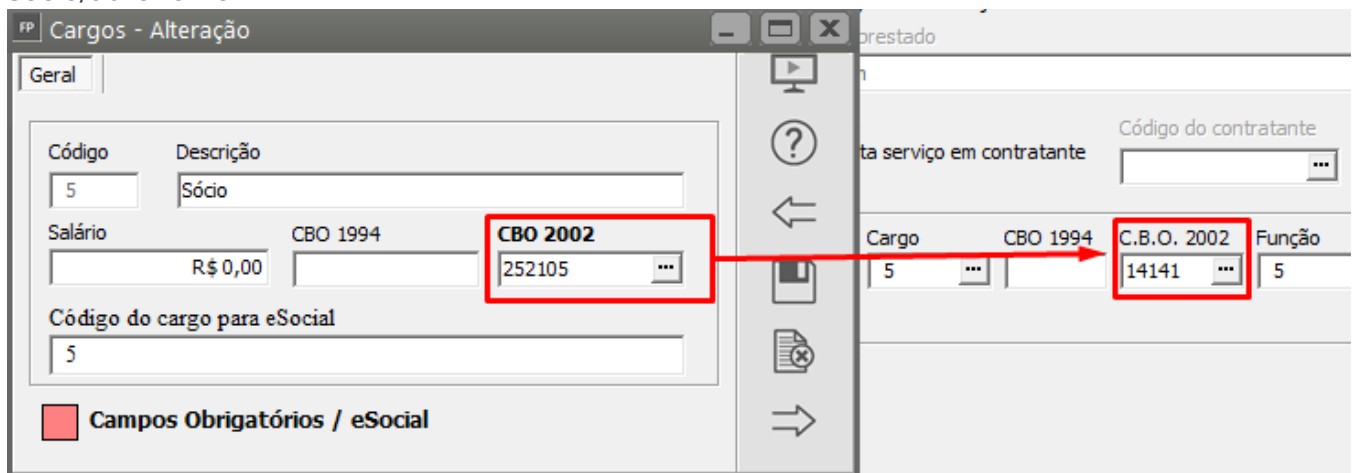 FP Cargos - Alteração
Geral
Código Descrição
5 Sócio
Salário CBO 1994 CBO 2002
R$ 0,00 252105 ...
Código do cargo para eSocial
5
Campos Obrigatórios / eSocial
prestado
Código do contratante
ta serviço em contratante
...
Cargo CBO 1994 C.B.O. 2002 Função
5 ... 14141 ... 5